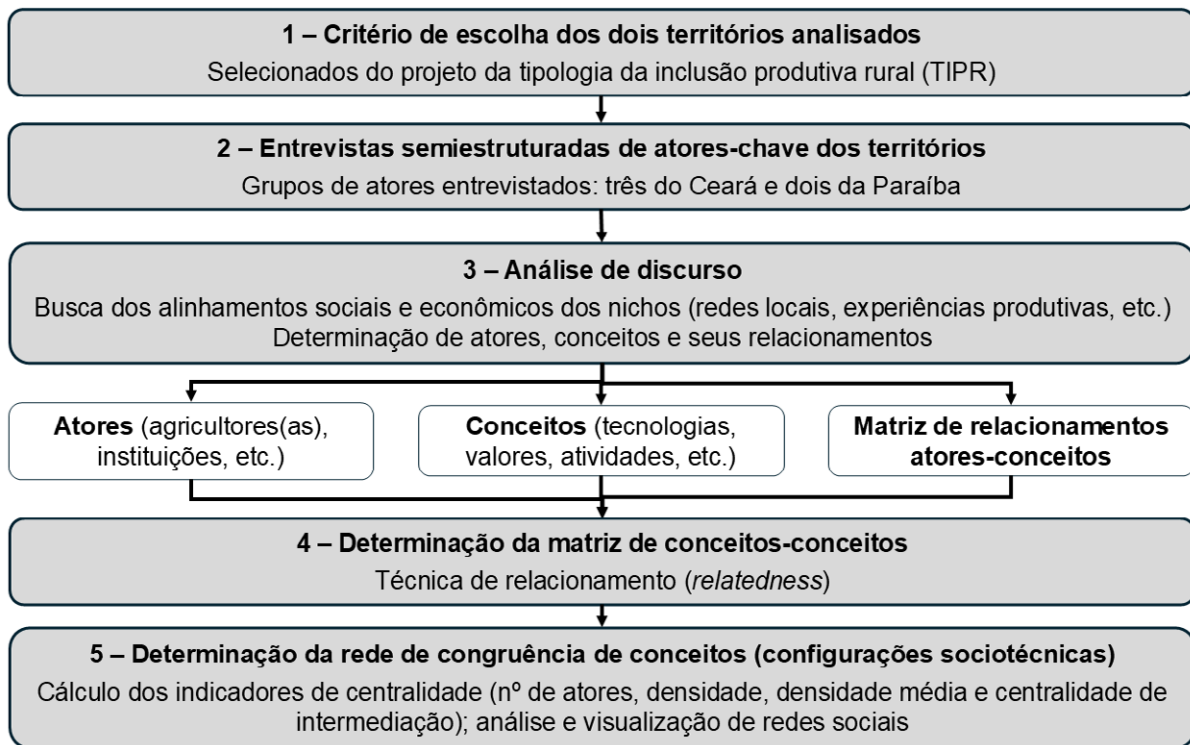 1 – Critério de escolha dos dois territórios analisados
Selecionados do projeto da tipologia da inclusão produtiva rural (TIPR)
2 – Entrevistas semiestruturadas de atores-chave dos territórios
Grupos de atores entrevistados: três do Ceará e dois da Paraíba
3 – Análise de discurso
Busca dos alinhamentos sociais e econômicos dos nichos (redes locais, experiências produtivas, etc.)
Determinação de atores, conceitos e seus relacionamentos
Atores (agricultores(as),
instituições, etc.)
Conceitos (tecnologias,
valores, atividades, etc.)
Matriz de relacionamentos
atores-conceitos
4 – Determinação da matriz de conceitos-conceitos
Técnica de relacionamento (relatedness)
5 – Determinação da rede de congruência de conceitos (configurações sociotécnicas)
Cálculo dos indicadores de centralidade (nº de atores, densidade, densidade média e centralidade de
intermediação); análise e visualização de redes sociais